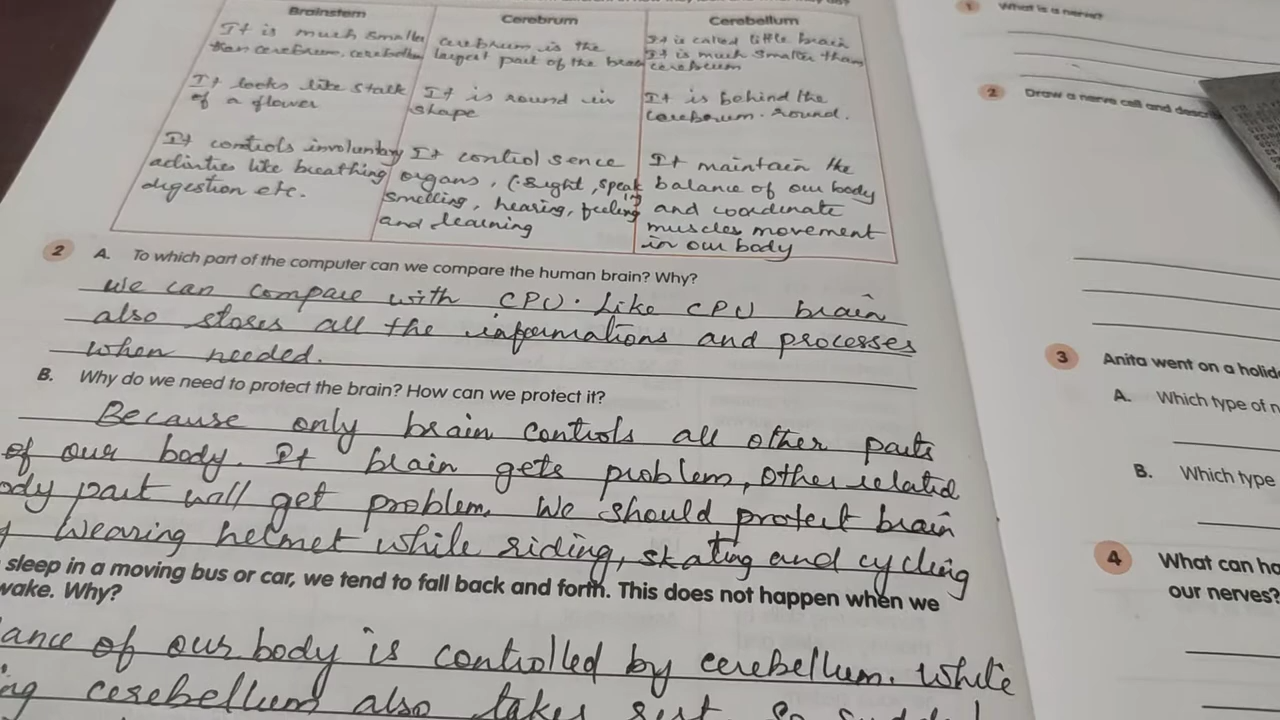 Brainstem Cerebrum Cerebellum
It is much smaller
than cerebrum, cerebellum
It looks like stalk
of a flower
It controls involuntary
activities like breathing
digestion etc.
cerebrum is the
largest part of the brain
It is round in
shape
It control sence
organs, (sight, speaking
smelling, hearing, feeling
and learning
It is called little brain
It is much smaller than
cerebrum
It is behind the
cerebrum. round.
It maintain the
balance of our body
and coordinate
muscles movement
in our body
2 A. To which part of the computer can we compare the human brain? Why?
We can compare with CPU. Like CPU brain
also stores all the informations and processes
when needed.
B. Why do we need to protect the brain? How can we protect it?
Because only brain controls all other parts
of our body. If brain gets problem, other related
ody part will get problem. We should protect brain
wearing helmet while riding, skating and cycling
sleep in a moving bus or car, we tend to fall back and forth. This does not happen when we
wake. Why?
lance of our body is controlled by cerebellum. While
ing cerebellum also takes rest. So
1 What is a nerve?
2 Draw a nerve cell and
3 Anita went on a
A. Which type of
B. Which type
4 What can
our nerves?